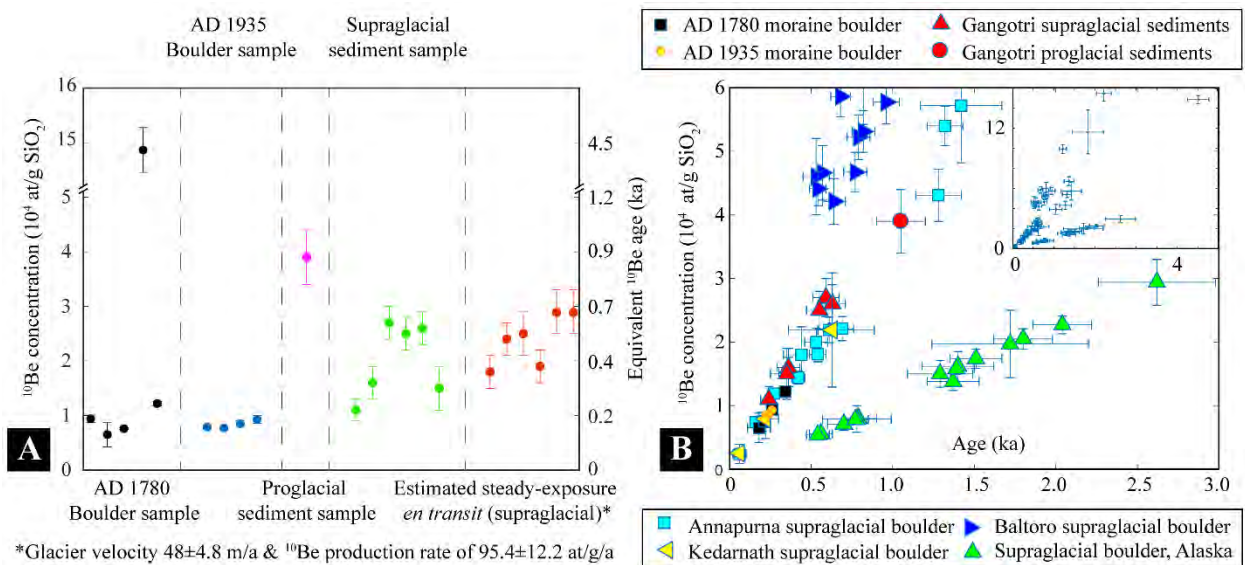 AD 1935
Boulder sample
Supraglacial
sediment sample
16
15
5
4
3
2
1
0
¹⁰Be concentration (10⁴ at/g SiO₂)
4.5
1.2
0.9
0.7
0.4
0.2
0
Equivalent ¹⁰Be age (ka)
A
AD 1780
Boulder sample
Proglacial
sediment sample
Estimated steady-exposure
en transit (supraglacial)*
*Glacier velocity 48±4.8 m/a & ¹⁰Be production rate of 95.4±12.2 at/g/a
AD 1780 moraine boulder
Gangotri supraglacial sediments
AD 1935 moraine boulder
Gangotri proglacial sediments
6
5
4
3
2
1
0
¹⁰Be concentration (10⁴ at/g SiO₂)
12
0
0
4
B
Age (ka)
0
0.5
1.0
1.5
2.0
2.5
3.0
Annapurna supraglacial boulder
Baltoro supraglacial boulder
Kedarnath supraglacial boulder
Supraglacial boulder, Alaska